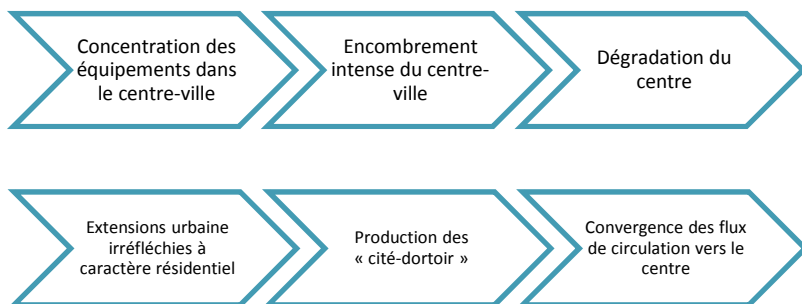 Concentration des
équipements dans
le centre-ville
Encombrement
intense du centre-
ville
Dégradation du
centre
Extensions urbaine
irréfléchies à
caractère résidentiel
Production des
« cité-dortoir »
Convergence des flux
de circulation vers le
centre